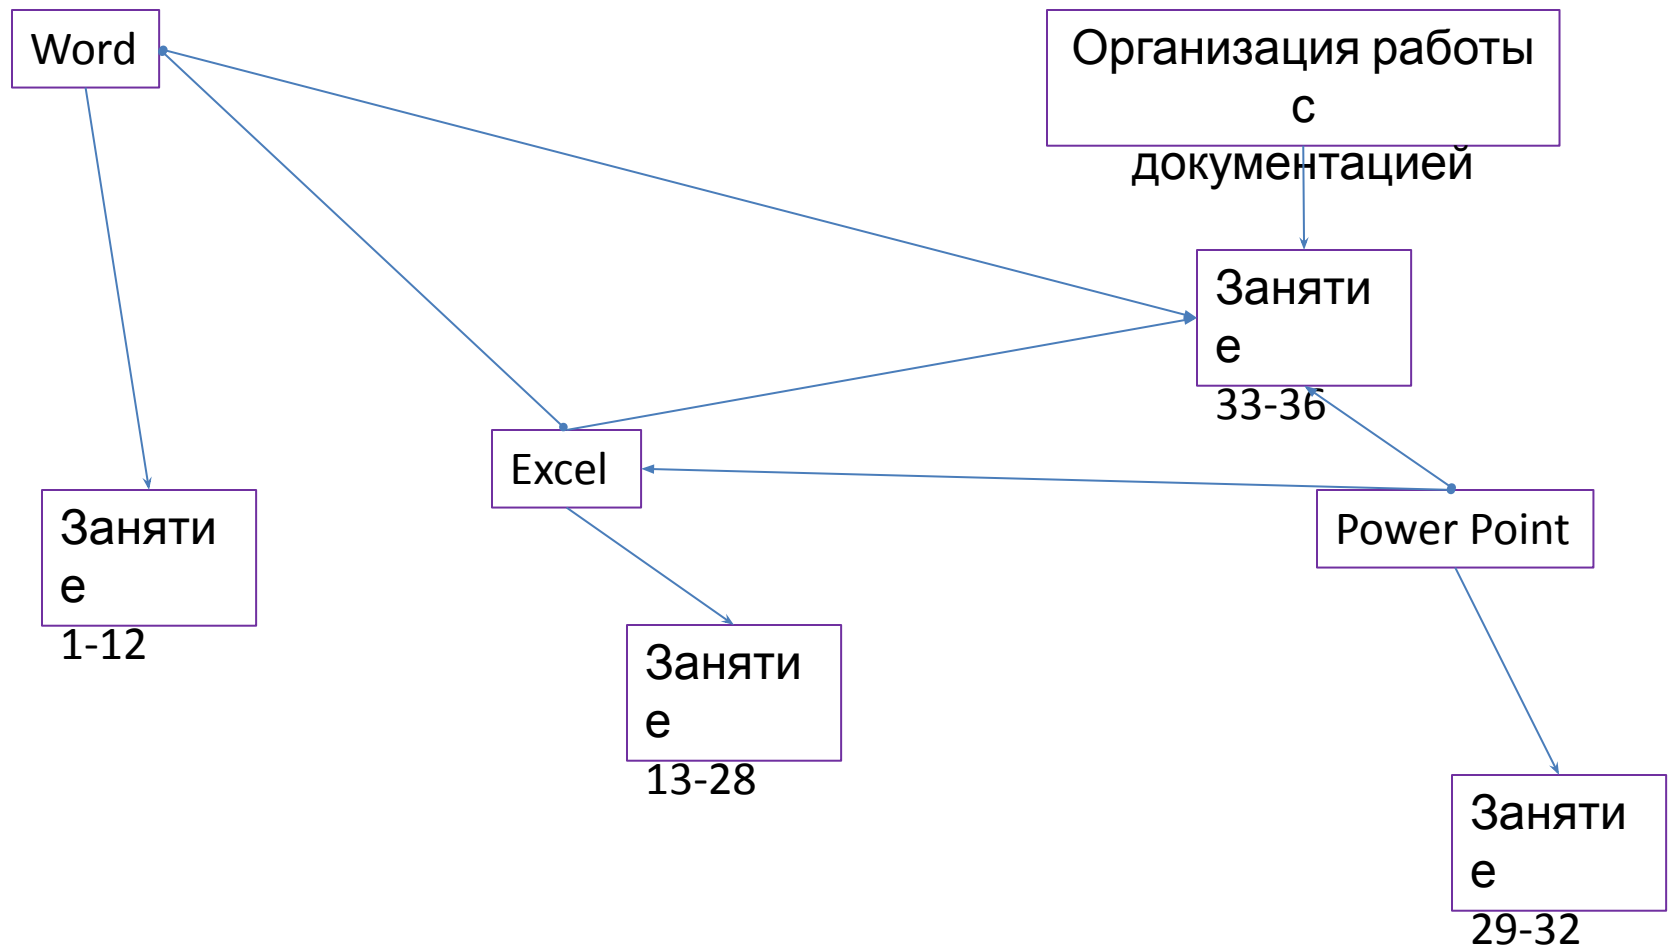 Word
Организация работы
с
документацией
Заняти
е
33-36
Excel
Power Point
Заняти
е
1-12
Заняти
е
13-28
Заняти
е
29-32